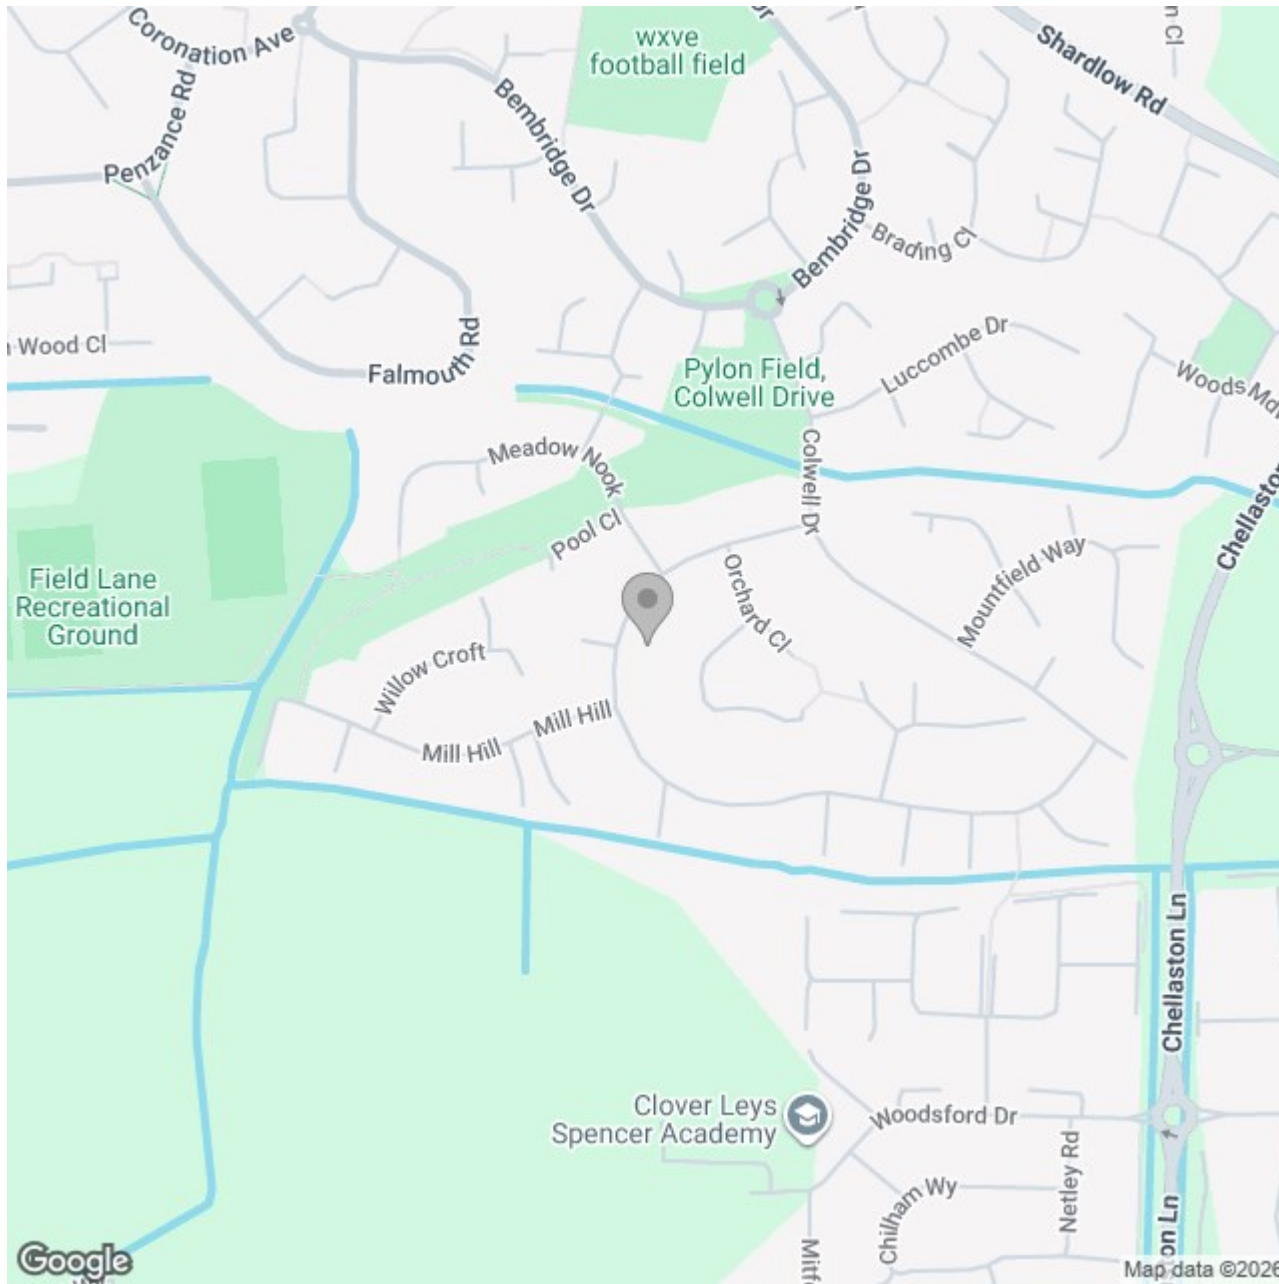 Coronation Ave
wxve
football field
Shardlow Rd
Penzance Rd
Bembridge Dr
Bembridge Dr
Brading Cl
Wood Cl
Falmouth Rd
Luccombe Dr
Pylon Field,
Colwell Drive
Woods
Meadow Nook
Colwell Dr
Pool Cl
Chellaston
Field Lane
Recreational
Ground
Orchard Cl
Mountfield Way
Willow Croft
Mill Hill
Mill Hill
Chellaston Ln
Clover Leys
Spencer Academy
Woodsford Dr
Netley Rd
Chilham Wy
Ln
Google
Map data ©2026